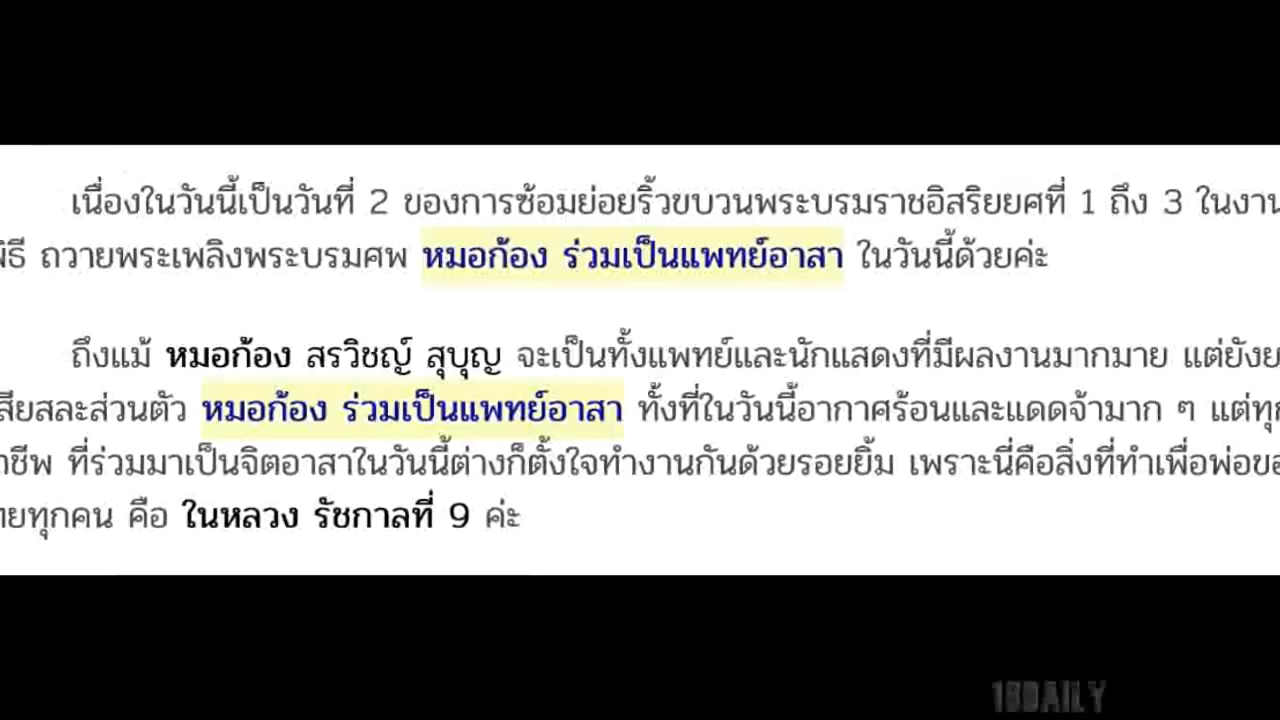 เนื่องในวันนี้เป็นวันที่ 2 ของการซ้อมย่อยริ้วขบวนพระบรมราชอิสริยยศที่ 1 ถึง 3 ในงาน
ถวายพระเพลิงพระบรมศพ หมอก้อง ร่วมเป็นแพทย์อาสา ในวันนี้ด้วยค่ะ
ถึงแม้ หมอก้อง สรวิชญ์ สุบุญ จะเป็นทั้งแพทย์และนักแสดงที่มีผลงานมากมาย แต่ยัง
สียสละส่วนตัว หมอก้อง ร่วมเป็นแพทย์อาสา ทั้งที่ในวันนี้อากาศร้อนและแดดจ้ามาก ๆ แต่
าชีพ ที่ร่วมมาเป็นจิตอาสาในวันนี้ต่างก็ตั้งใจทำงานกันด้วยรอยยิ้ม เพราะนี่คือสิ่งที่ทำเพื่อพ่อ
ยทุกคน คือ ในหลวง รัชกาลที่ 9 ค่ะ